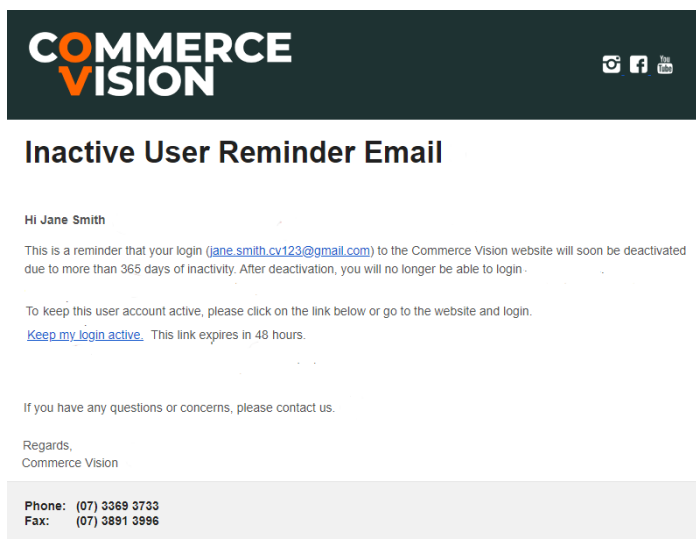 COMMERCE
VISION
You
Tube
Inactive User Reminder Email
Hi Jane Smith
This is a reminder that your login (jane.smith.cv123@gmail.com) to the Commerce Vision website will soon be deactivated
due to more than 365 days of inactivity. After deactivation, you will no longer be able to login
To keep this user account active, please click on the link below or go to the website and login.
Keep my login active. This link expires in 48 hours.
If you have any questions or concerns, please contact us.
Regards,
Commerce Vision
Phone: (07) 3369 3733
Fax: (07) 3891 3996